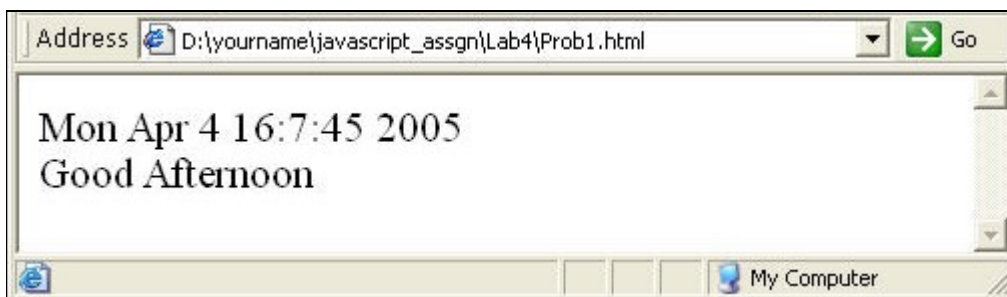 Address D:\yourname\javascript_assgn\Lab4\Prob1.html Go
Mon Apr 4 16:7:45 2005
Good Afternoon
My Computer